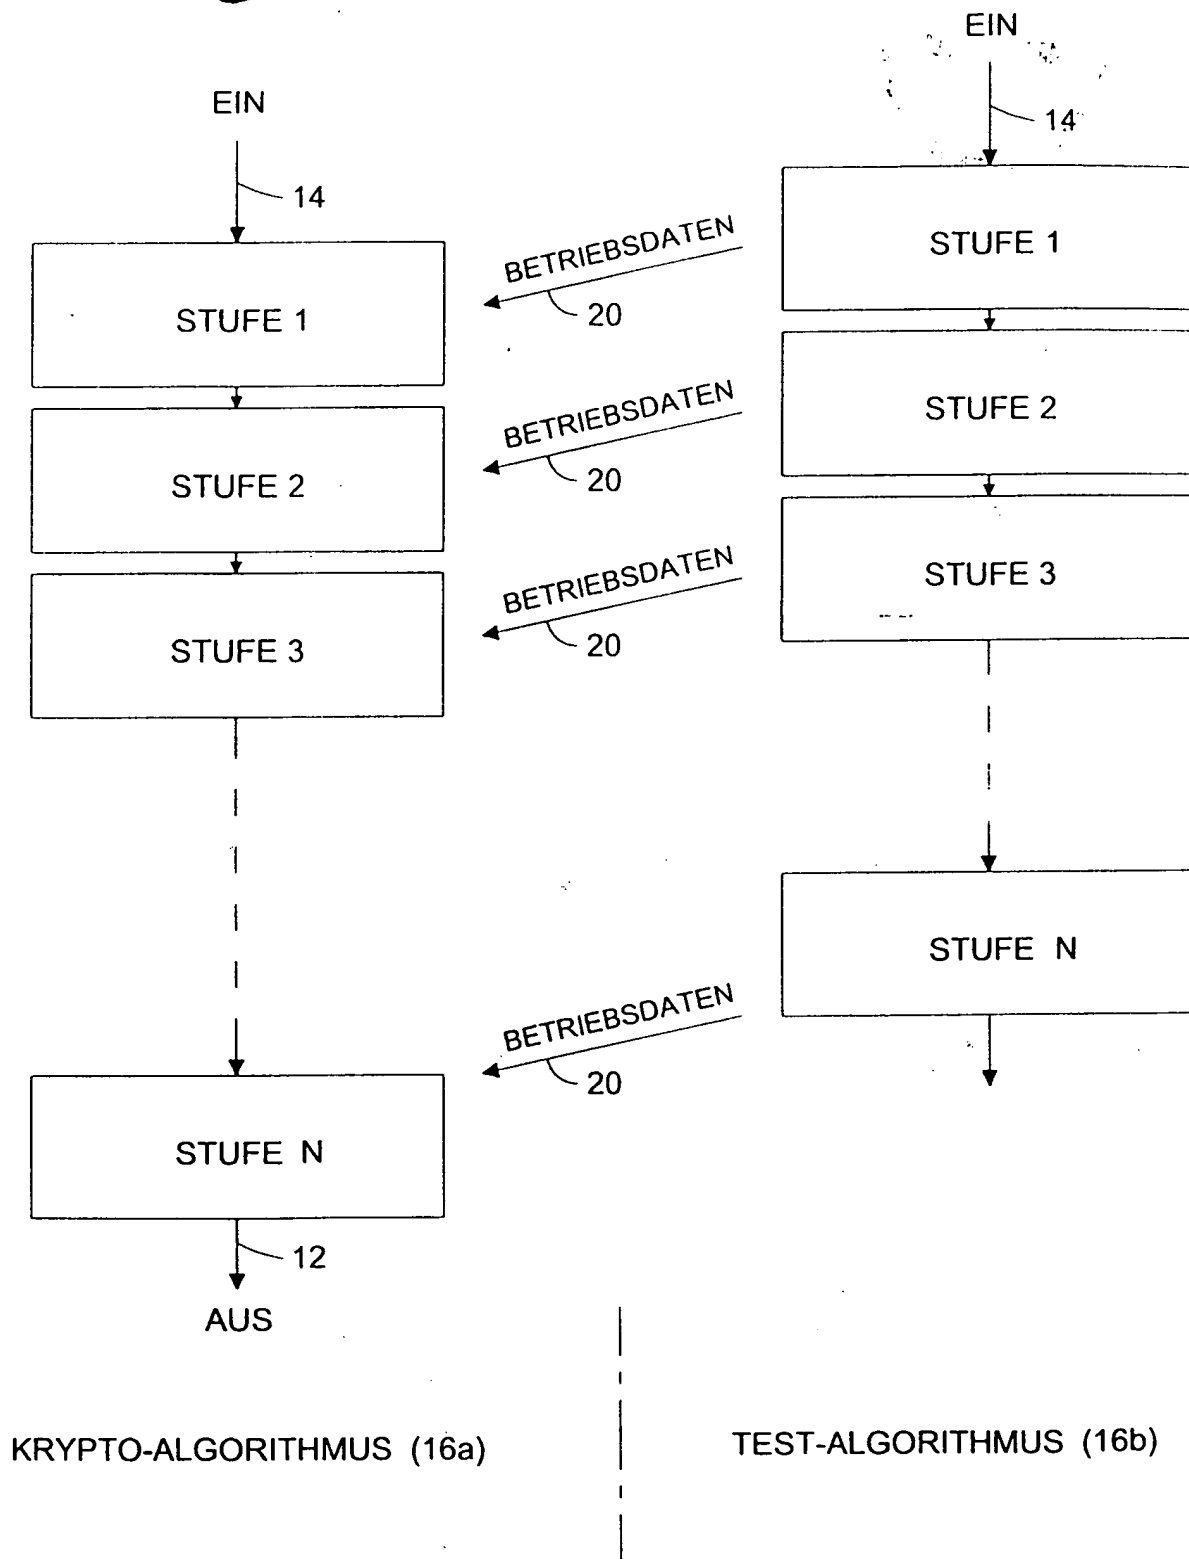 EIN
14
STUFE 1
STUFE 2
STUFE 3
STUFE N
12
AUS
KRYPTO-ALGORITHMUS (16a)
BETRIEBSDATEN
20
BETRIEBSDATEN
20
BETRIEBSDATEN
20
BETRIEBSDATEN
20
EIN
14
STUFE 1
STUFE 2
STUFE 3
STUFE N
TEST-ALGORITHMUS (16b)